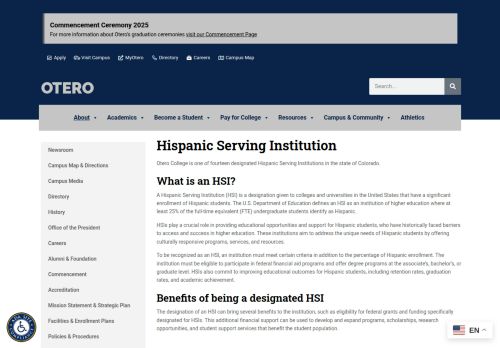 Commencement Ceremony 2025
For more information about Otero's graduation ceremonies visit our Commencement Page
Apply Visit Campus MyOtero Directory Careers Campus Map
OTERO
Search...
About Academics Become a Student Pay for College Resources Campus & Community Athletics
Newsroom
Campus Map & Directions
Campus Media
Directory
History
Office of the President
Careers
Alumni & Foundation
Commencement
Accreditation
Mission Statement & Strategic Plan
Facilities & Enrollment Plans
Policies & Procedures
Hispanic Serving Institution
Otero College is one of fourteen designated Hispanic Serving Institutions in the state of Colorado.
What is an HSI?
A Hispanic Serving Institution (HSI) is a designation given to colleges and universities in the United States that have a significant
enrollment of Hispanic students. The U.S. Department of Education defines an HSI as an institution of higher education where at
least 25% of the full-time equivalent (FTE) undergraduate students identify as Hispanic.
HSIs play a crucial role in providing educational opportunities and support for Hispanic students, who have historically faced barriers
to access and success in higher education. These institutions aim to address the unique needs of Hispanic students by offering
culturally responsive programs, services, and resources.
To be recognized as an HSI, an institution must meet certain criteria in addition to the percentage of Hispanic enrollment. The
institution must be eligible to participate in federal financial aid programs and offer degree programs at the associate's, bachelor's, or
graduate level. HSIs also commit to improving educational outcomes for Hispanic students, including retention rates, graduation
rates, and academic achievement.
Benefits of being a designated HSI
The designation of an HSI can bring several benefits to the institution, such as eligibility for federal grants and funding specifically
designated for HSIs. This additional financial support can be used to develop and expand programs, scholarships, research
opportunities, and student support services that benefit the student population.
EN